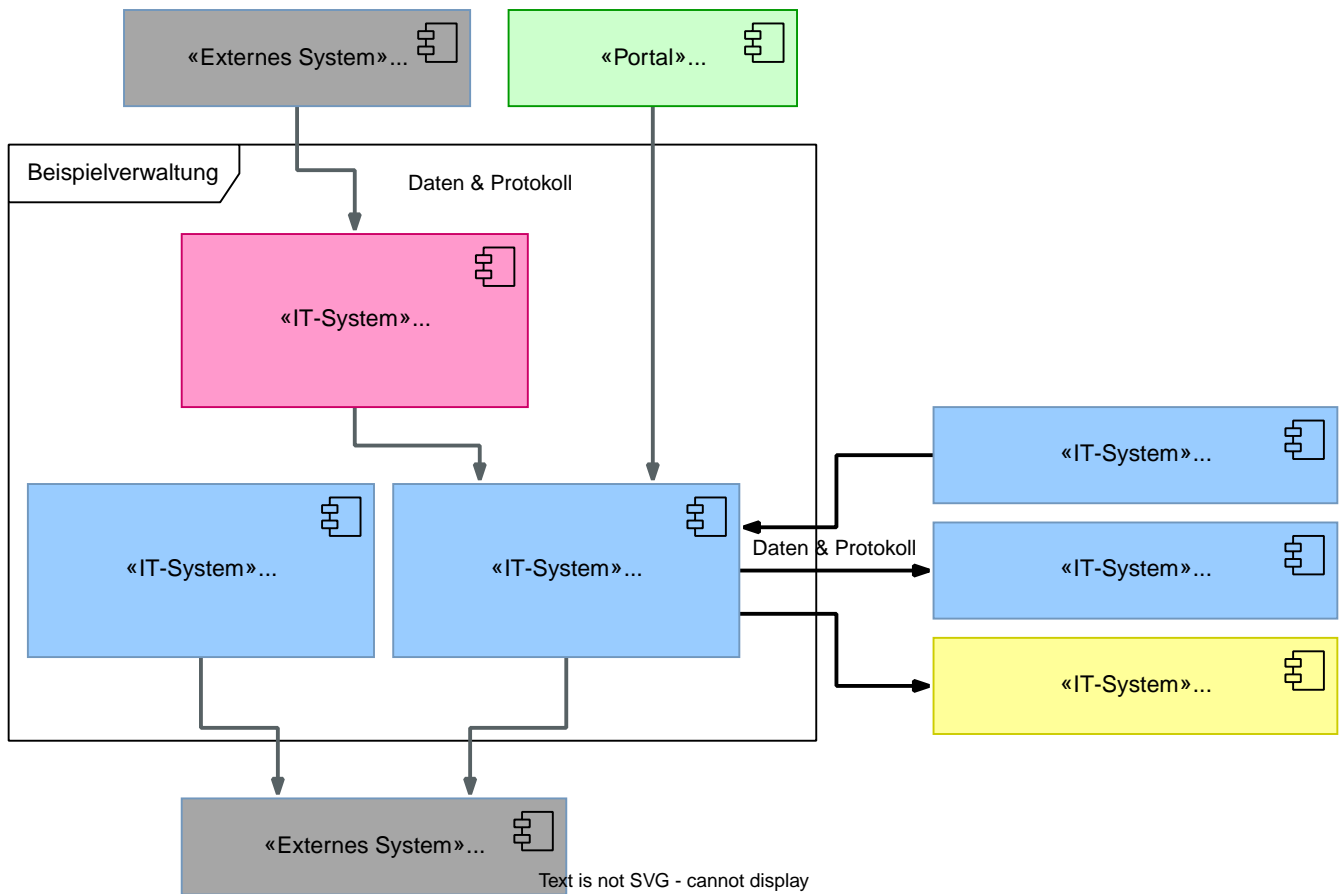 «Externes System»...
«Portal»...
Beispielverwaltung
Daten & Protokoll
«IT-System»...
«IT-System»...
«IT-System»...
«IT-System»...
Daten & Protokoll
«IT-System»...
«IT-System»...
«Externes System»...
Text is not SVG - cannot display